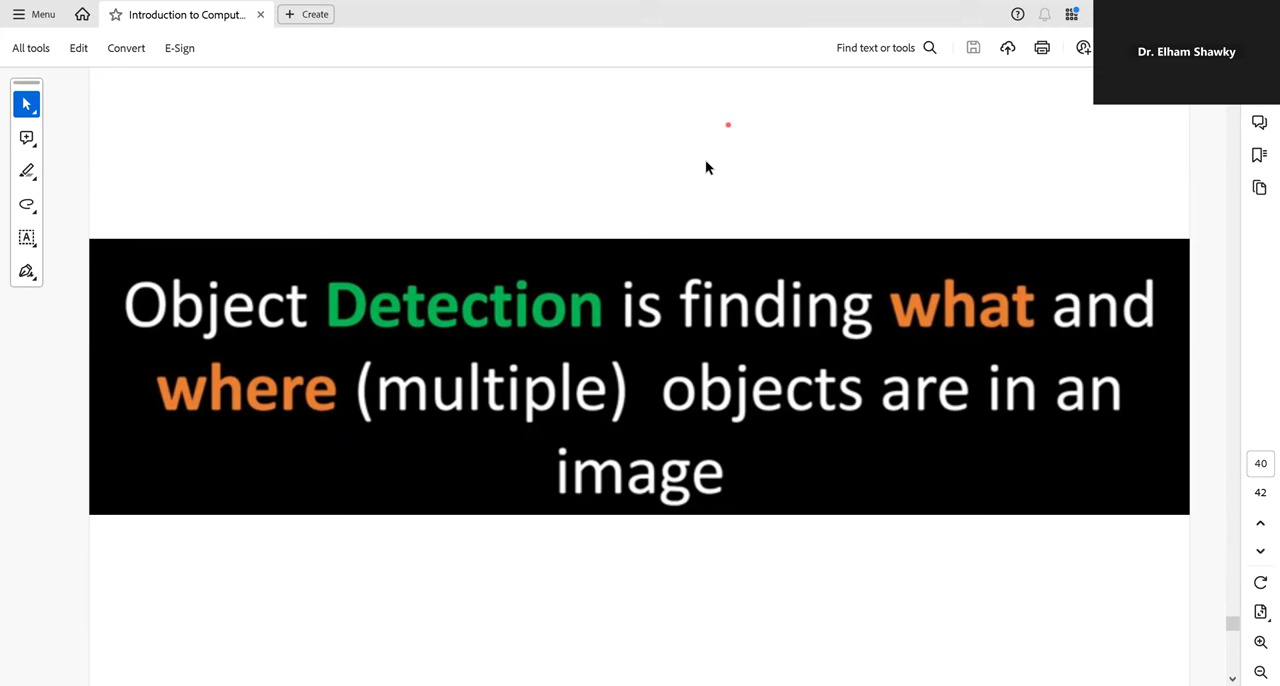 Menu
Introduction to Comput...
Create
All tools
Edit
Convert
E-Sign
Find text or tools
Dr. Elham Shawky
Object Detection is finding what and
where (multiple) objects are in an
image
40
42